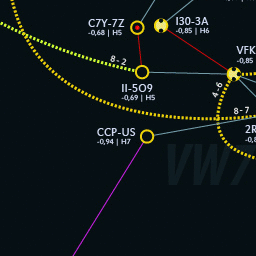 C7Y-7Z
-0,68 | H5
I30-3A
-0,85 | H6
VFK
-0,85
8-2
II-5O9
-0,69 | H5
4-6
8-7
CCP-US
-0,94 | H7
2R
-0,8
VW7